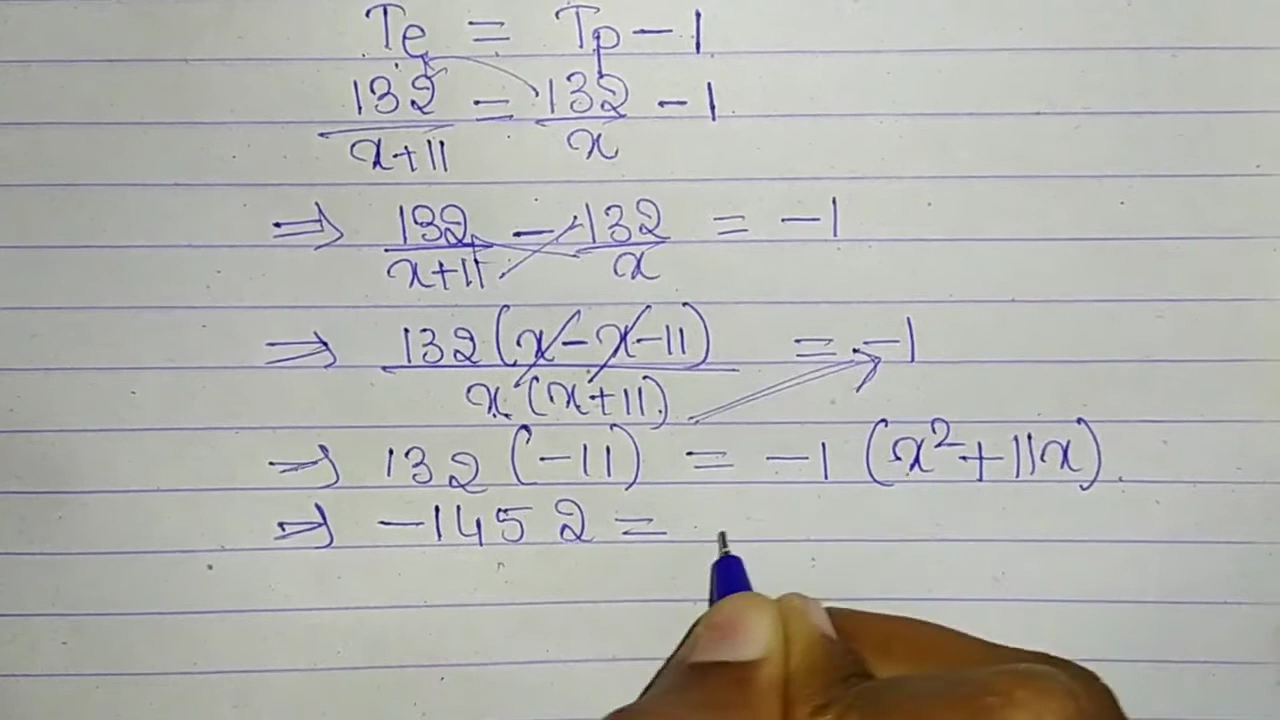 Te = Tp - 1
132/(x+11) = 132/x - 1
⇒ 132/(x+11) - 132/x = -1
⇒ 132(x-x-11)/x(x+11) = -1
⇒ 132(-11) = -1(x²+11x)
⇒ -1452 =